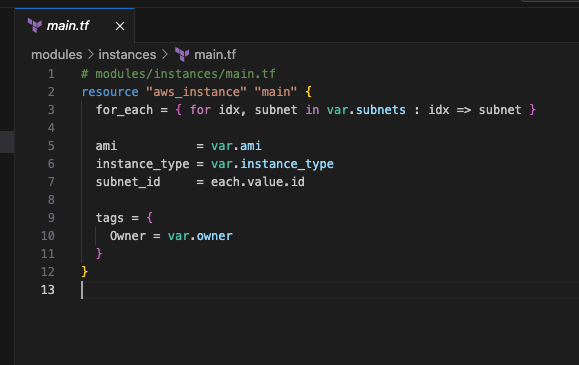 main.tf ×
modules > instances > main.tf
1 # modules/instances/main.tf
2 resource "aws_instance" "main" {
3   for_each = { for idx, subnet in var.subnets : idx => subnet }
4
5   ami           = var.ami
6   instance_type = var.instance_type
7   subnet_id     = each.value.id
8
9   tags = {
10     Owner = var.owner
11   }
12 }
13